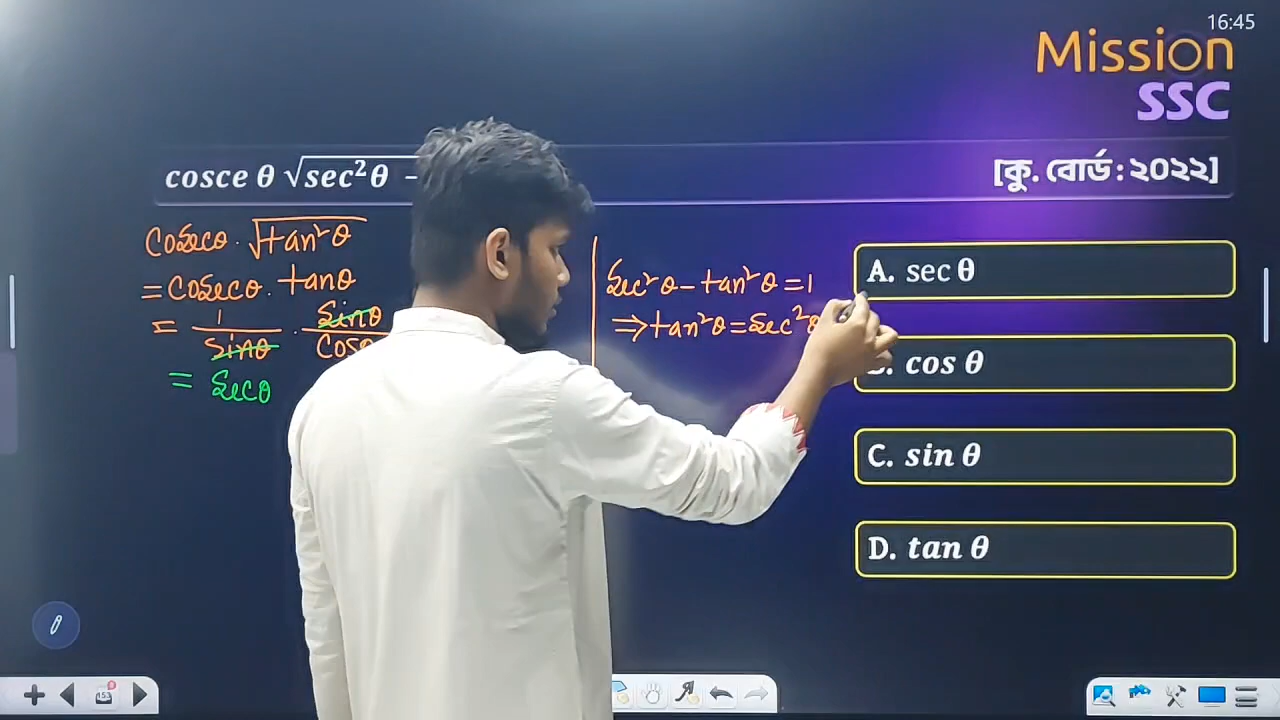 16:45
Mission
SSC
cosce θ √sec²θ −
[কু. বোর্ড : ২০২২]
cosecθ · √tan²θ
= cosecθ · tanθ
= 1/sinθ · sinθ/cosθ
= secθ
sec²θ − tan²θ = 1
⇒ tan²θ = sec²θ
A. sec θ
B. cos θ
C. sin θ
D. tan θ